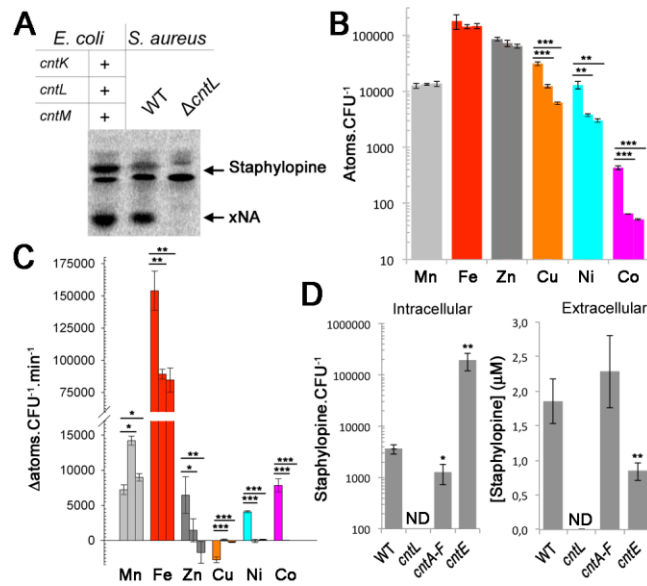 A
E. coli S. aureus
cntK +
cntL +
cntM +
WT ΔcntL
Staphylopine
xNA
B
Atoms.CFU⁻¹
100000
10000
1000
100
10
*** *** ** ** *** ***
Mn Fe Zn Cu Ni Co
C
Δatoms.CFU⁻¹.min⁻¹
175000
150000
125000
100000
75000
15000
10000
5000
0
* * ** ** ** * *** *** *** *** *** ***
Mn Fe Zn Cu Ni Co
D
Intracellular
Staphylopine.CFU⁻¹
1000000
100000
10000
1000
100
ND * **
WT cntL cntA-F cntE
Extracellular
[Staphylopine] (μM)
3,0
2,5
2,0
1,5
1,0
0,5
0,0
ND **
WT cntL cntA-F cntE